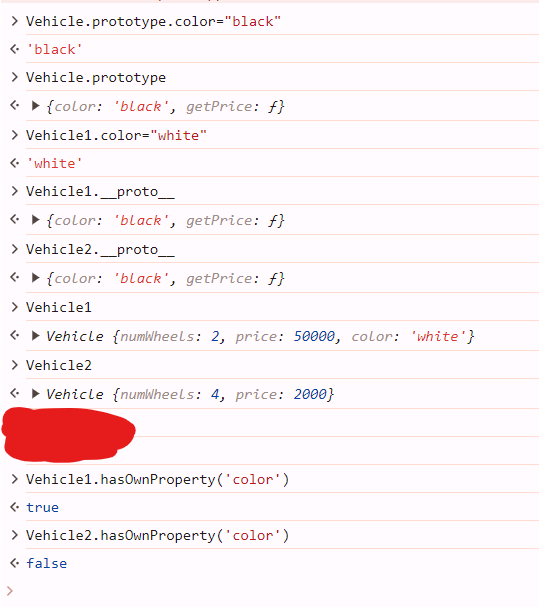 Vehicle.prototype.color="black"
'black'
Vehicle.prototype
{color: 'black', getPrice: ƒ}
Vehicle1.color="white"
'white'
Vehicle1.__proto__
{color: 'black', getPrice: ƒ}
Vehicle2.__proto__
{color: 'black', getPrice: ƒ}
Vehicle1
Vehicle {numWheels: 2, price: 50000, color: 'white'}
Vehicle2
Vehicle {numWheels: 4, price: 2000}
Vehicle1.hasOwnProperty('color')
true
Vehicle2.hasOwnProperty('color')
false